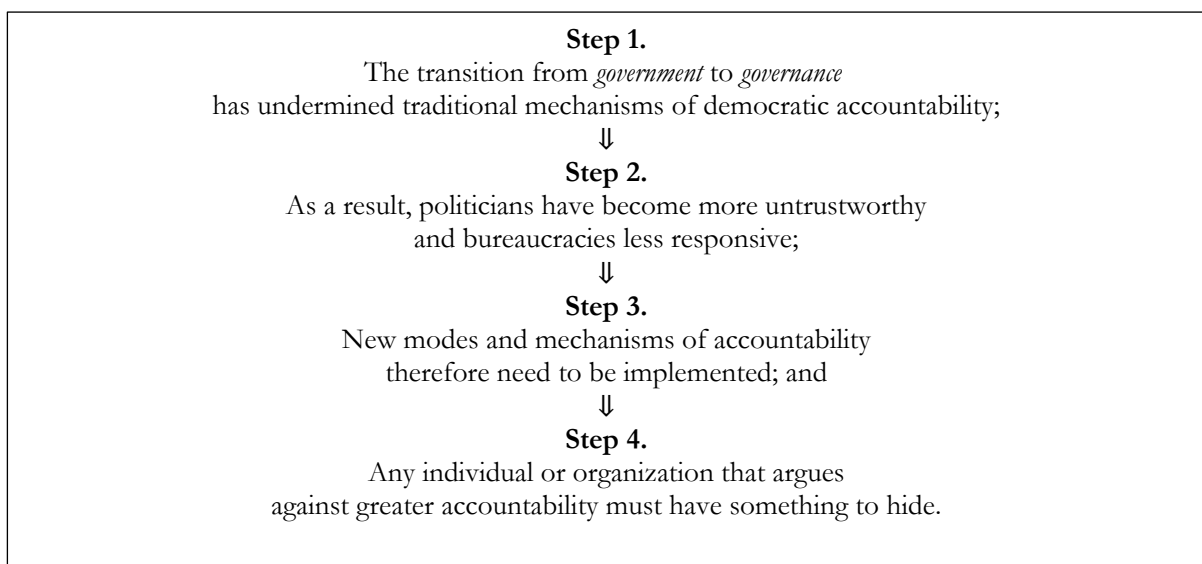 Step 1.
The transition from government to governance
has undermined traditional mechanisms of democratic accountability;
⇓
Step 2.
As a result, politicians have become more untrustworthy
and bureaucracies less responsive;
⇓
Step 3.
New modes and mechanisms of accountability
therefore need to be implemented; and
⇓
Step 4.
Any individual or organization that argues
against greater accountability must have something to hide.